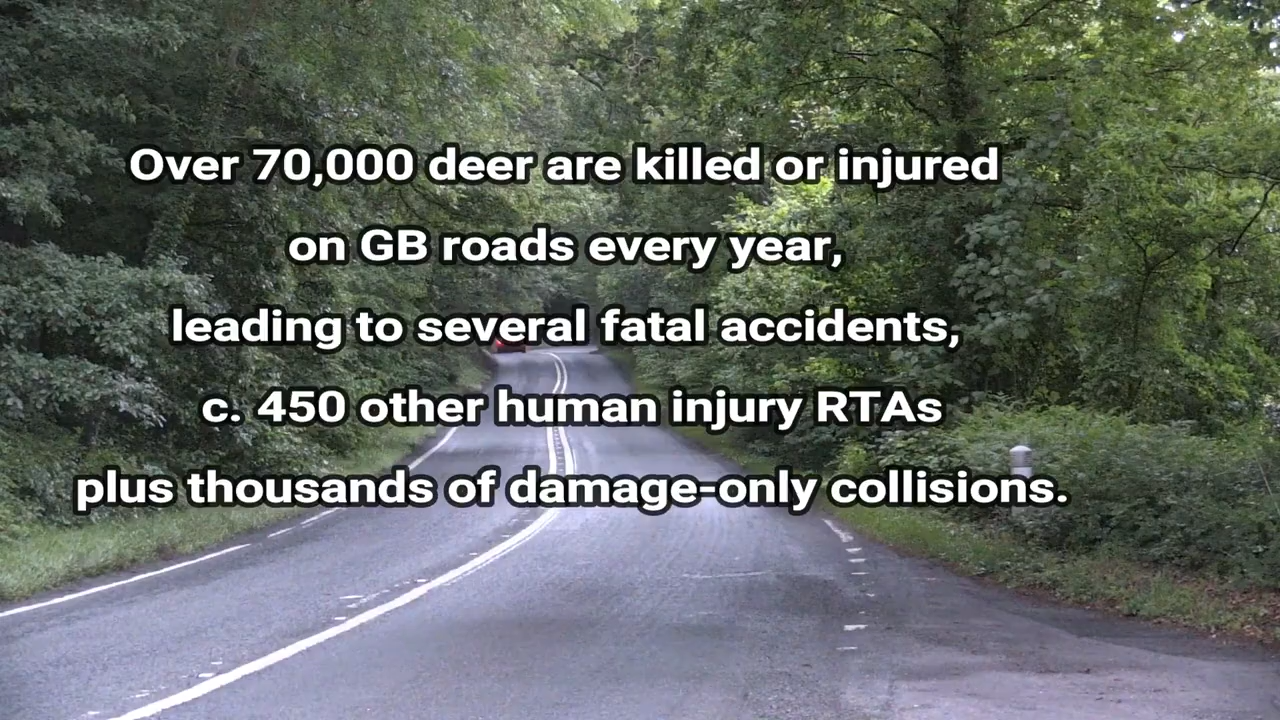 Over 70,000 deer are killed or injured
on GB roads every year,
leading to several fatal accidents,
c. 450 other human injury RTAs
plus thousands of damage-only collisions.